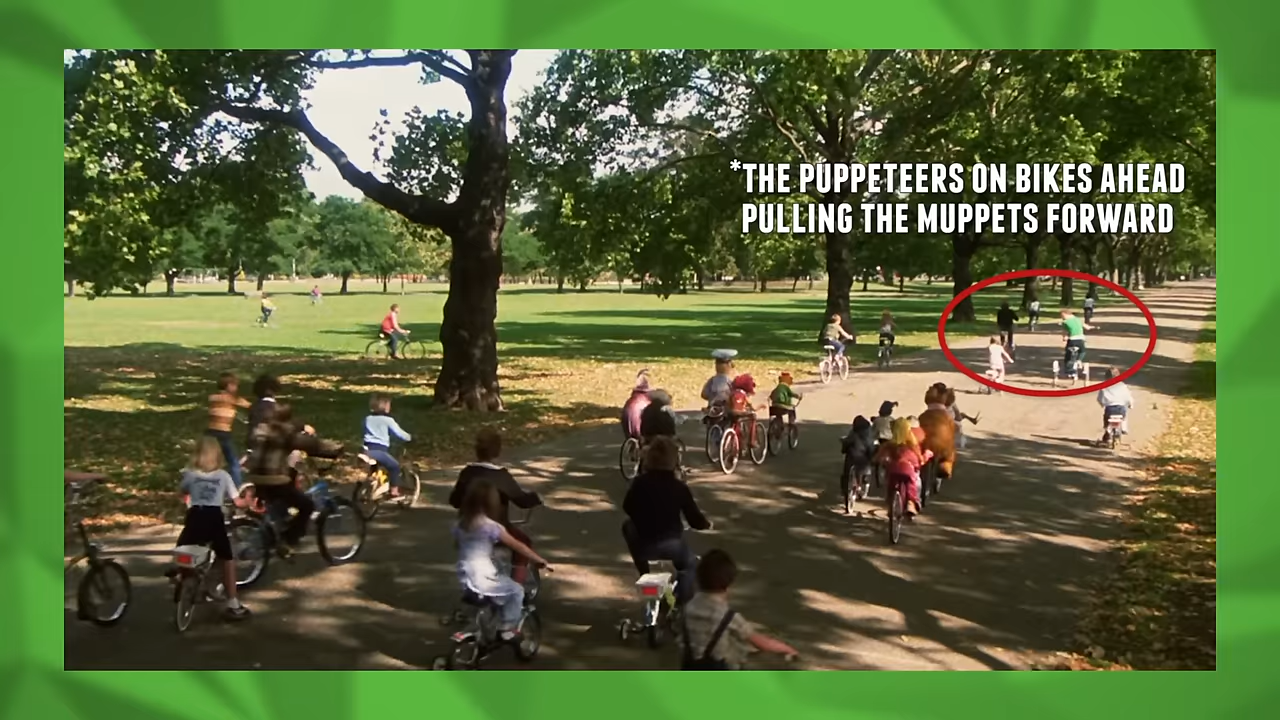 *THE PUPPETEERS ON BIKES AHEAD
PULLING THE MUPPETS FORWARD